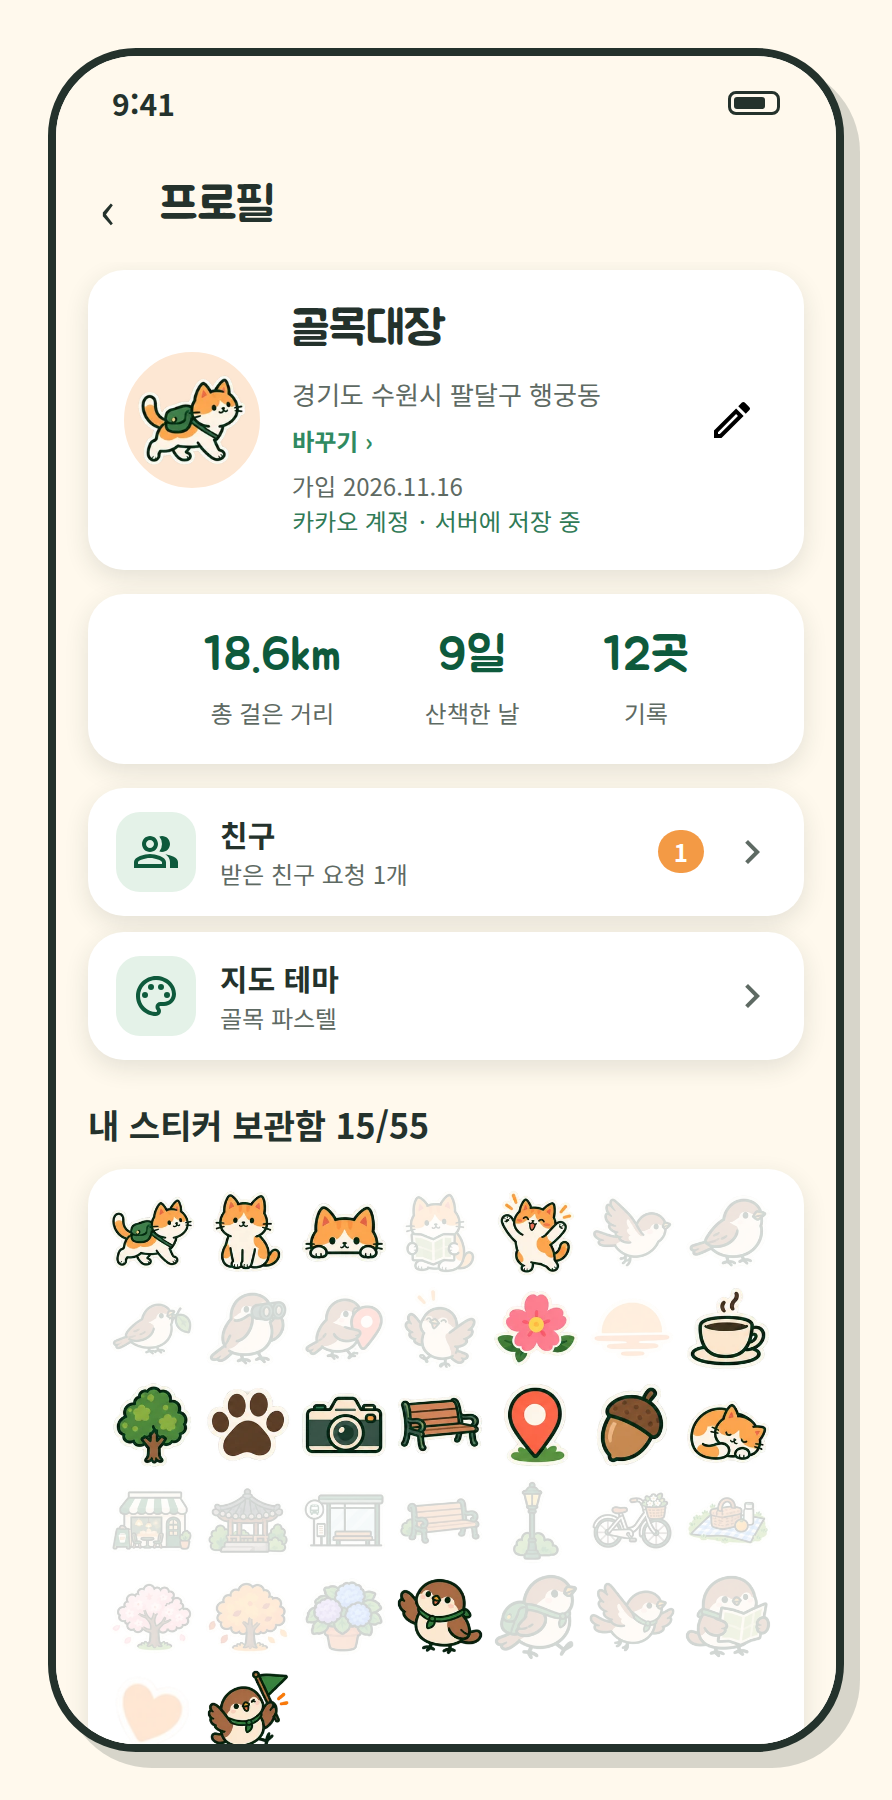 9:41
‹ 프로필
골목대장
경기도 수원시 팔달구 행궁동
바꾸기 ›
가입 2026.11.16
카카오 계정 · 서버에 저장 중
18.6km 9일 12곳
총 걸은 거리 산책한 날 기록
친구
받은 친구 요청 1개
1
지도 테마
골목 파스텔
내 스티커 보관함 15/55